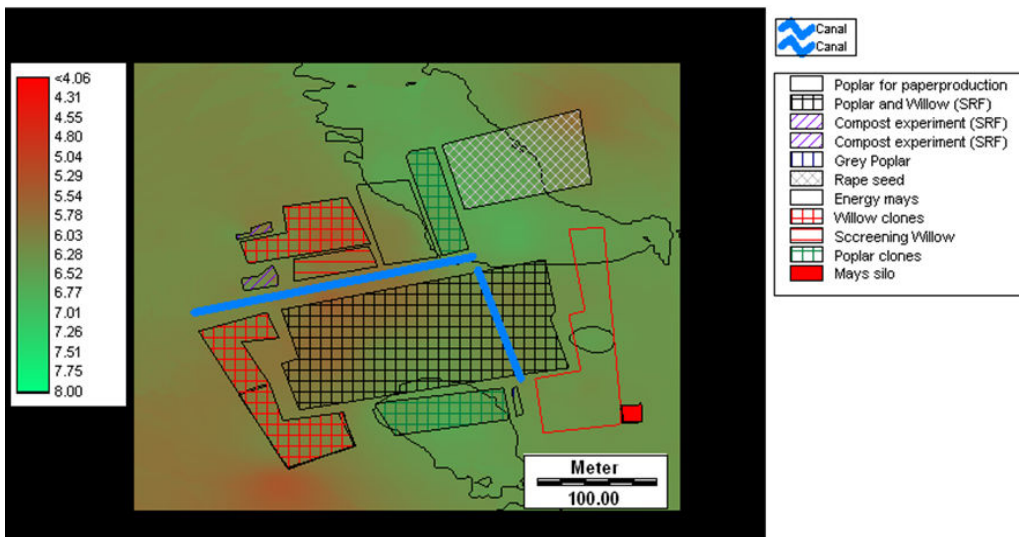 <4.06
4.31
4.55
4.80
5.04
5.29
5.54
5.78
6.03
6.28
6.52
6.77
7.01
7.26
7.51
7.75
8.00
Canal
Canal
Poplar for paperproduction
Poplar and Willow (SRF)
Compost experiment (SRF)
Compost experiment (SRF)
Grey Poplar
Rape seed
Energy mays
Willow clones
Sccreening Willow
Poplar clones
Mays silo
Meter
100.00